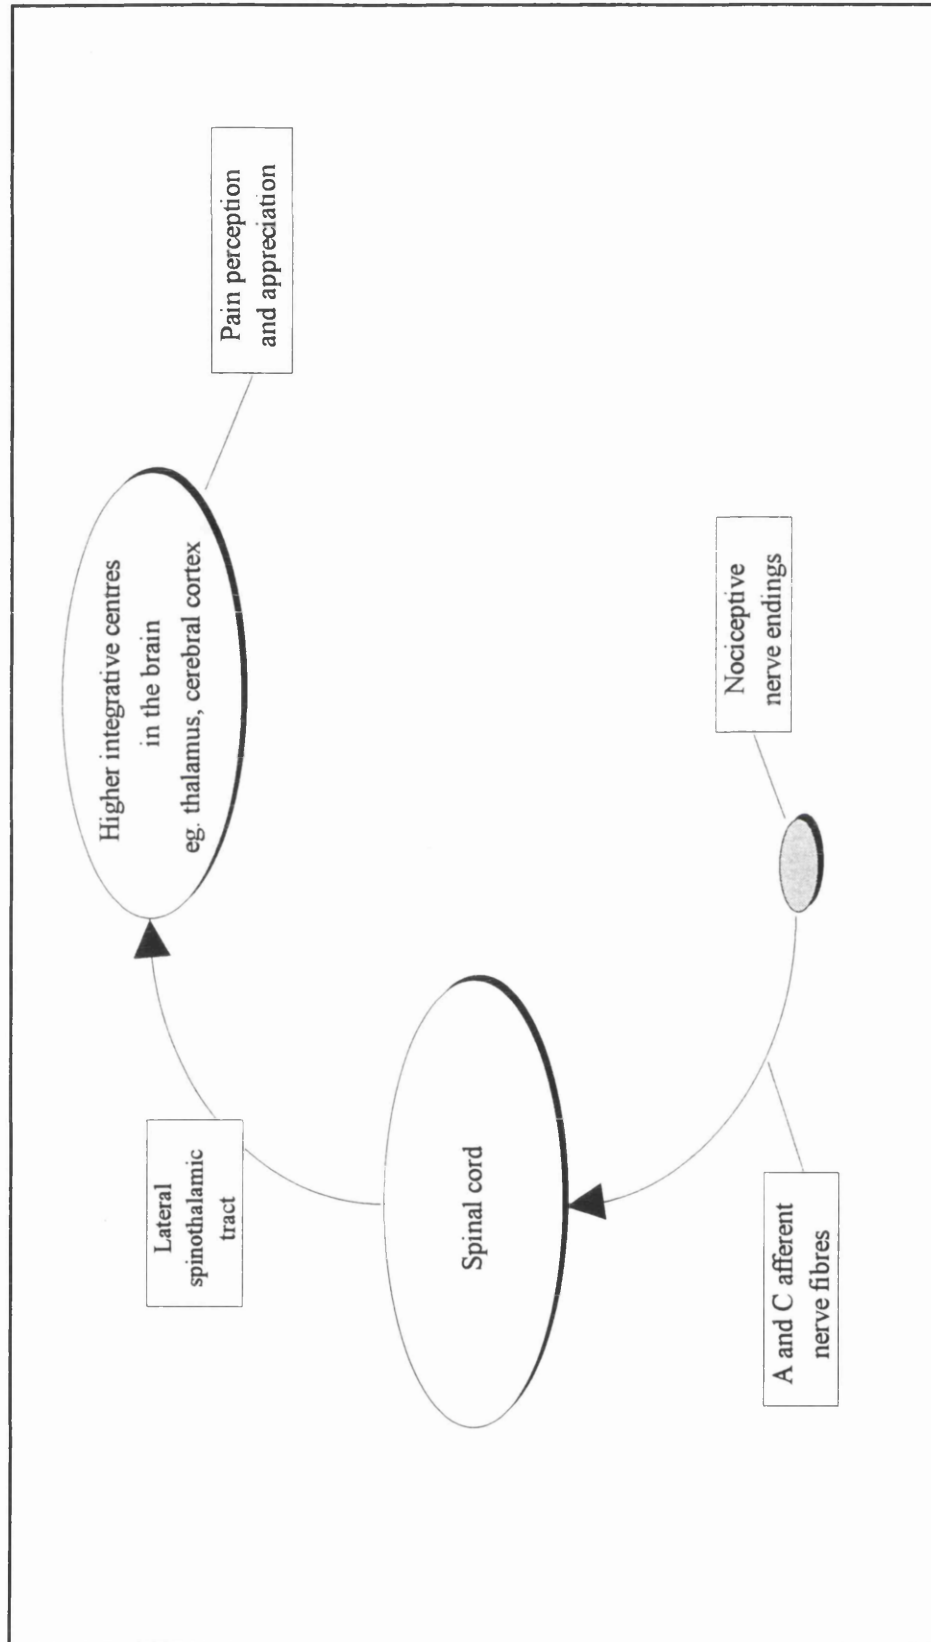 Higher integrative centres
in the brain
eg. thalamus, cerebral cortex
Pain perception
and appreciation
Lateral
spinothalamic
tract
Spinal cord
A and C afferent
nerve fibres
Nociceptive
nerve endings